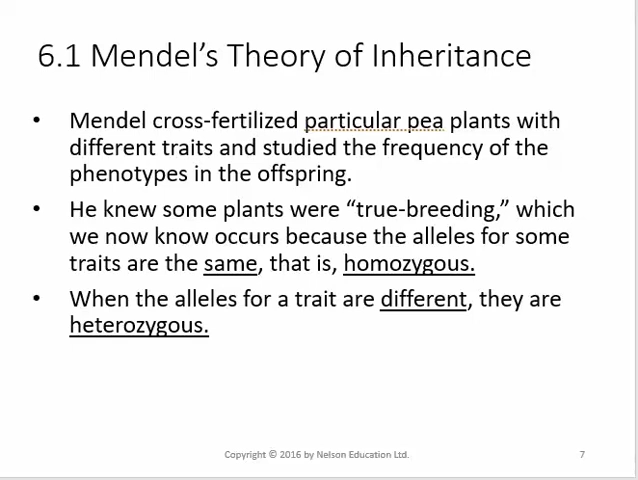 6.1 Mendel’s Theory of Inheritance
• Mendel cross-fertilized particular pea plants with
different traits and studied the frequency of the
phenotypes in the offspring.
• He knew some plants were “true-breeding,” which
we now know occurs because the alleles for some
traits are the same, that is, homozygous.
• When the alleles for a trait are different, they are
heterozygous.
Copyright © 2016 by Nelson Education Ltd.
7